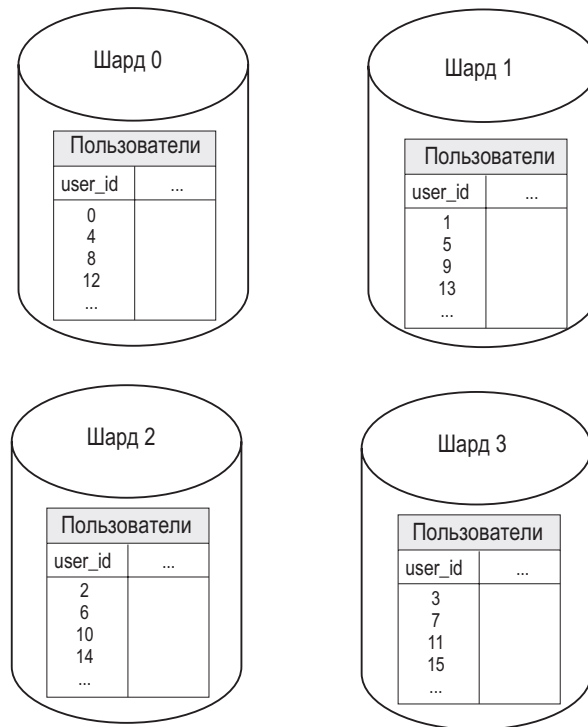 Шард 0
Пользователи
user_id ...
0
4
8
12
...
Шард 1
Пользователи
user_id ...
1
5
9
13
...
Шард 2
Пользователи
user_id ...
2
6
10
14
...
Шард 3
Пользователи
user_id ...
3
7
11
15
...